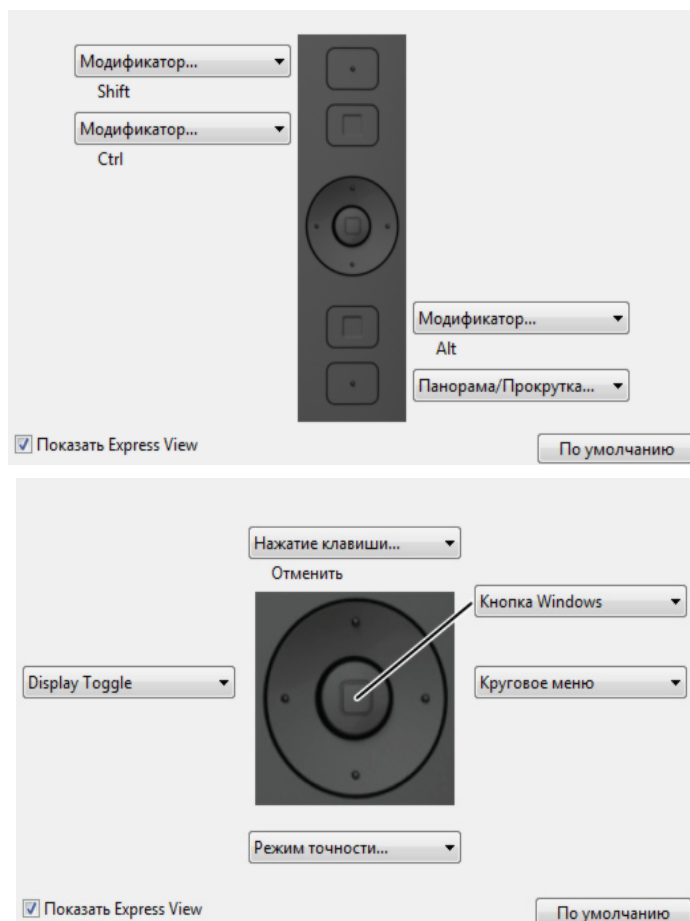 Модификатор...
Shift
Модификатор...
Ctrl
Модификатор...
Alt
Панорама/Прокрутка...
Показать Express View
По умолчанию
Нажатие клавиши...
Отменить
Кнопка Windows
Display Toggle
Круговое меню
Режим точности...
Показать Express View
По умолчанию